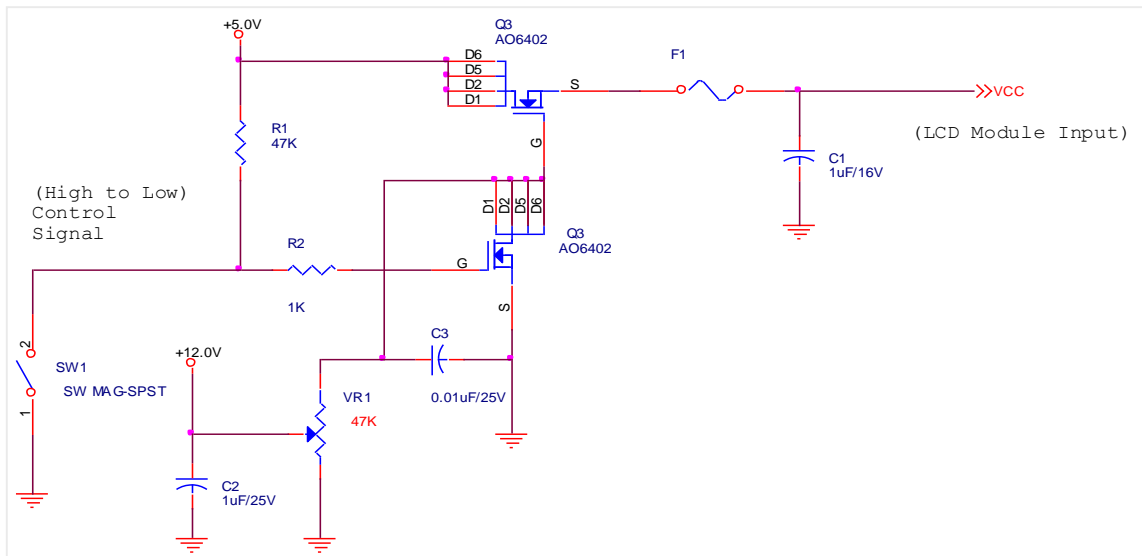 +5.0V
Q3
AO6402
D6
D5
D2
D1
S
F1
VCC
(LCD Module Input)
R1
47K
G
C1
1uF/16V
(High to Low)
Control
Signal
D1
D2
D5
D6
Q3
AO6402
R2
G
1K
S
C3
+12.0V
2
SW1
SW MAG-SPST
1
0.01uF/25V
VR1
47K
C2
1uF/25V